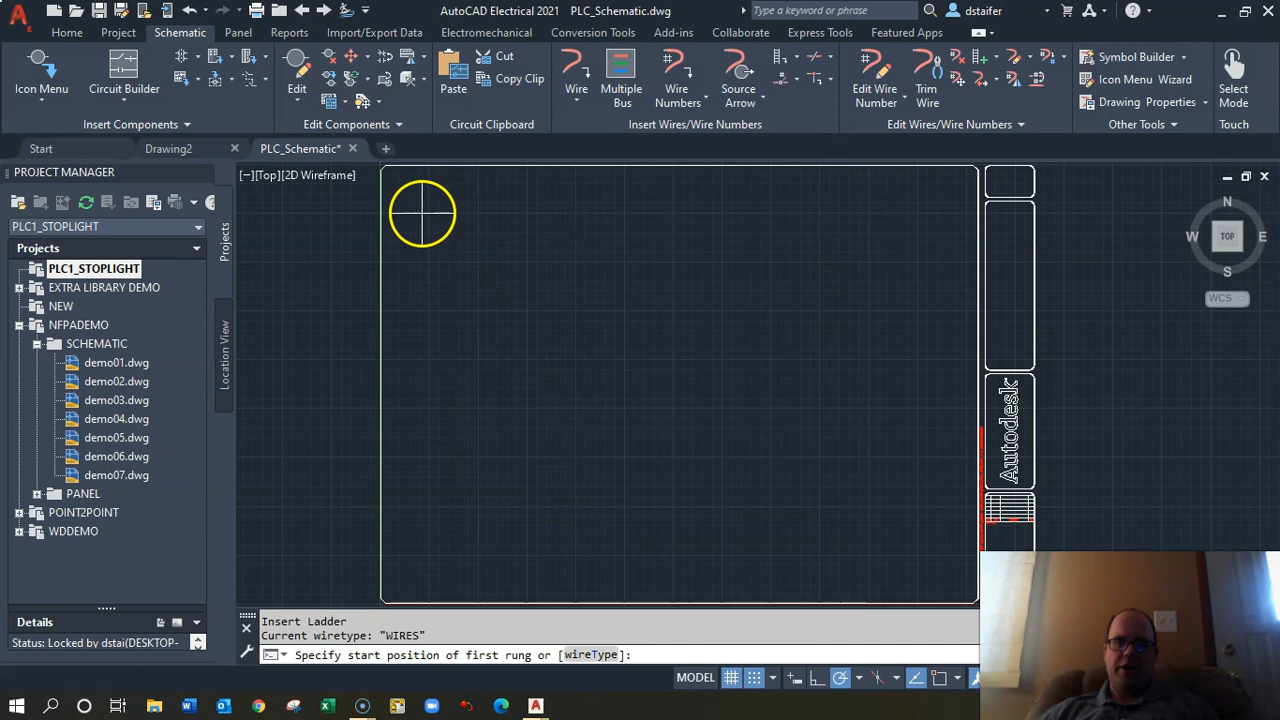 AutoCAD Electrical 2021 PLC_Schematic.dwg
Type a keyword or phrase
dstaifer
Home
Project
Schematic
Panel
Reports
Import/Export Data
Electromechanical
Conversion Tools
Add-ins
Collaborate
Express Tools
Featured Apps
Icon Menu
Circuit Builder
Edit
Paste
Cut
Copy Clip
Wire
Multiple
Bus
Wire
Numbers
Source
Arrow
Edit Wire
Number
Trim
Wire
Symbol Builder
Icon Menu Wizard
Drawing Properties
Select
Mode
Insert Components
Edit Components
Circuit Clipboard
Insert Wires/Wire Numbers
Edit Wires/Wire Numbers
Other Tools
Touch
Start
Drawing2
PLC_Schematic*
PROJECT MANAGER
PLC1_STOPLIGHT
Projects
PLC1_STOPLIGHT
EXTRA LIBRARY DEMO
NEW
NFPADEMO
SCHEMATIC
demo01.dwg
demo02.dwg
demo03.dwg
demo04.dwg
demo05.dwg
demo06.dwg
demo07.dwg
PANEL
POINT2POINT
WDDEMO
Details
Status: Locked by dstai(DESKTOP-
Projects
Location View
[−][Top][2D Wireframe]
N
W
TOP
E
S
WCS
Autodesk
Insert Ladder
Current wiretype: "WIRES"
Specify start position of first rung or [wireType]:
MODEL